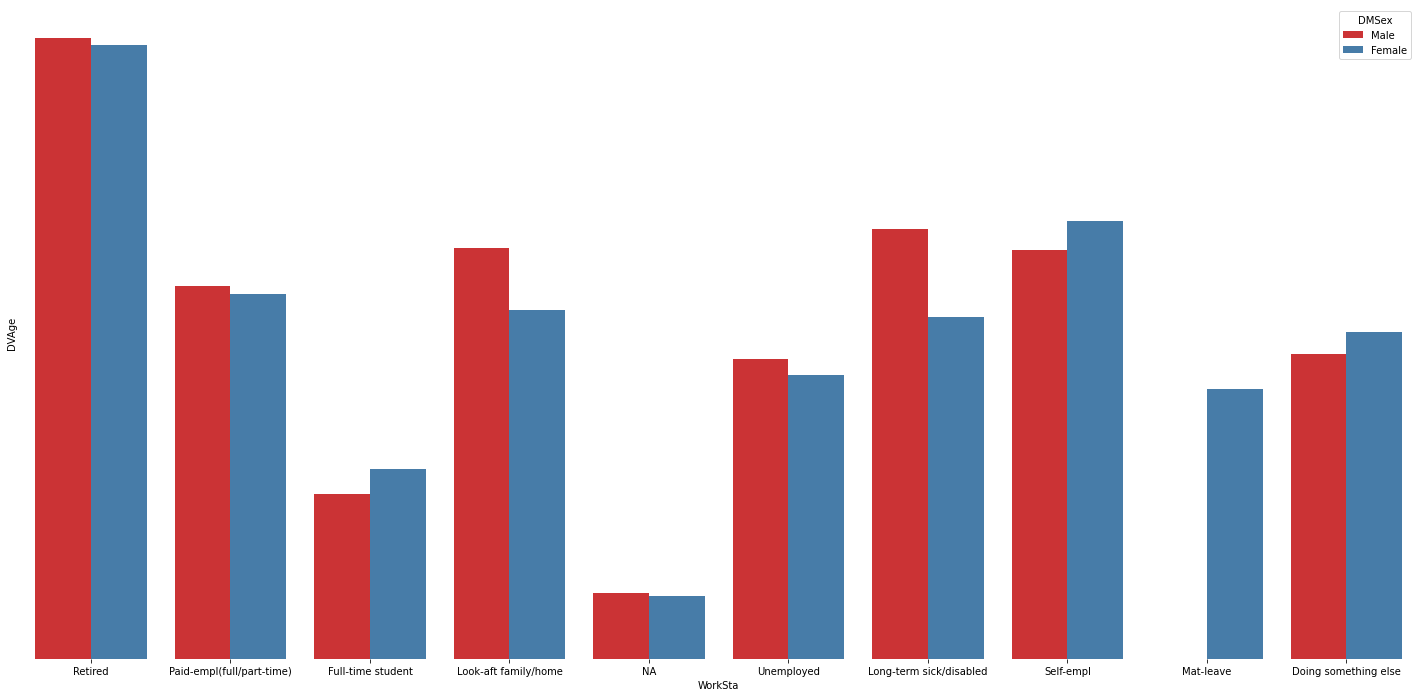 DMSex
Male
Female
DVAge
Retired
Paid-empl(full/part-time)
Full-time student
Look-aft family/home
NA
Unemployed
Long-term sick/disabled
Self-empl
Mat-leave
Doing something else
WorkSta